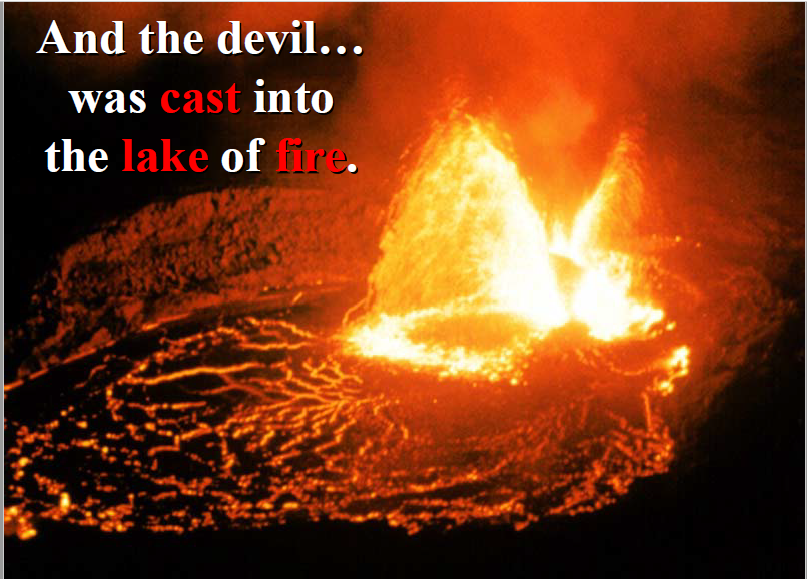 And the devil…
was cast into
the lake of fire.